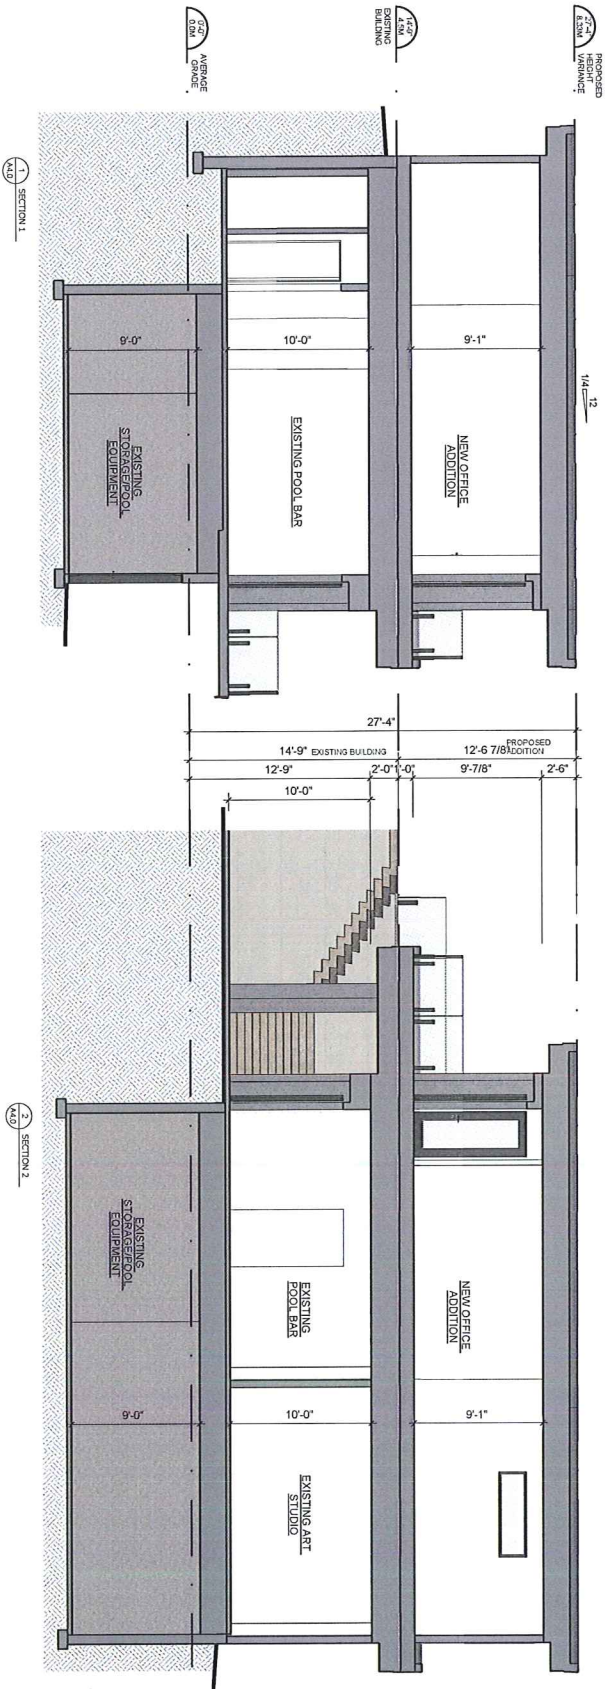 PROPOSED
HEIGHT
VARIANCE
27'-4"
8.33M
EXISTING
BUILDING
14'-9"
4.5M
AVERAGE
GRADE
0'-0"
0.0M
12
1/4
9'-1"
NEW OFFICE
ADDITION
10'-0"
EXISTING POOL BAR
9'-0"
EXISTING
STORAGE/POOL
EQUIPMENT
1
A4.0
SECTION 1
27'-4"
14'-9" EXISTING BUILDING
12'-6 7/8"
PROPOSED
ADDITION
12'-9"
2'-0"
1'-0"
9'-7/8"
2'-6"
10'-0"
NEW OFFICE
ADDITION
9'-1"
EXISTING
POOL BAR
10'-0"
EXISTING ART
STUDIO
EXISTING
STORAGE/POOL
EQUIPMENT
9'-0"
2
A4.0
SECTION 2